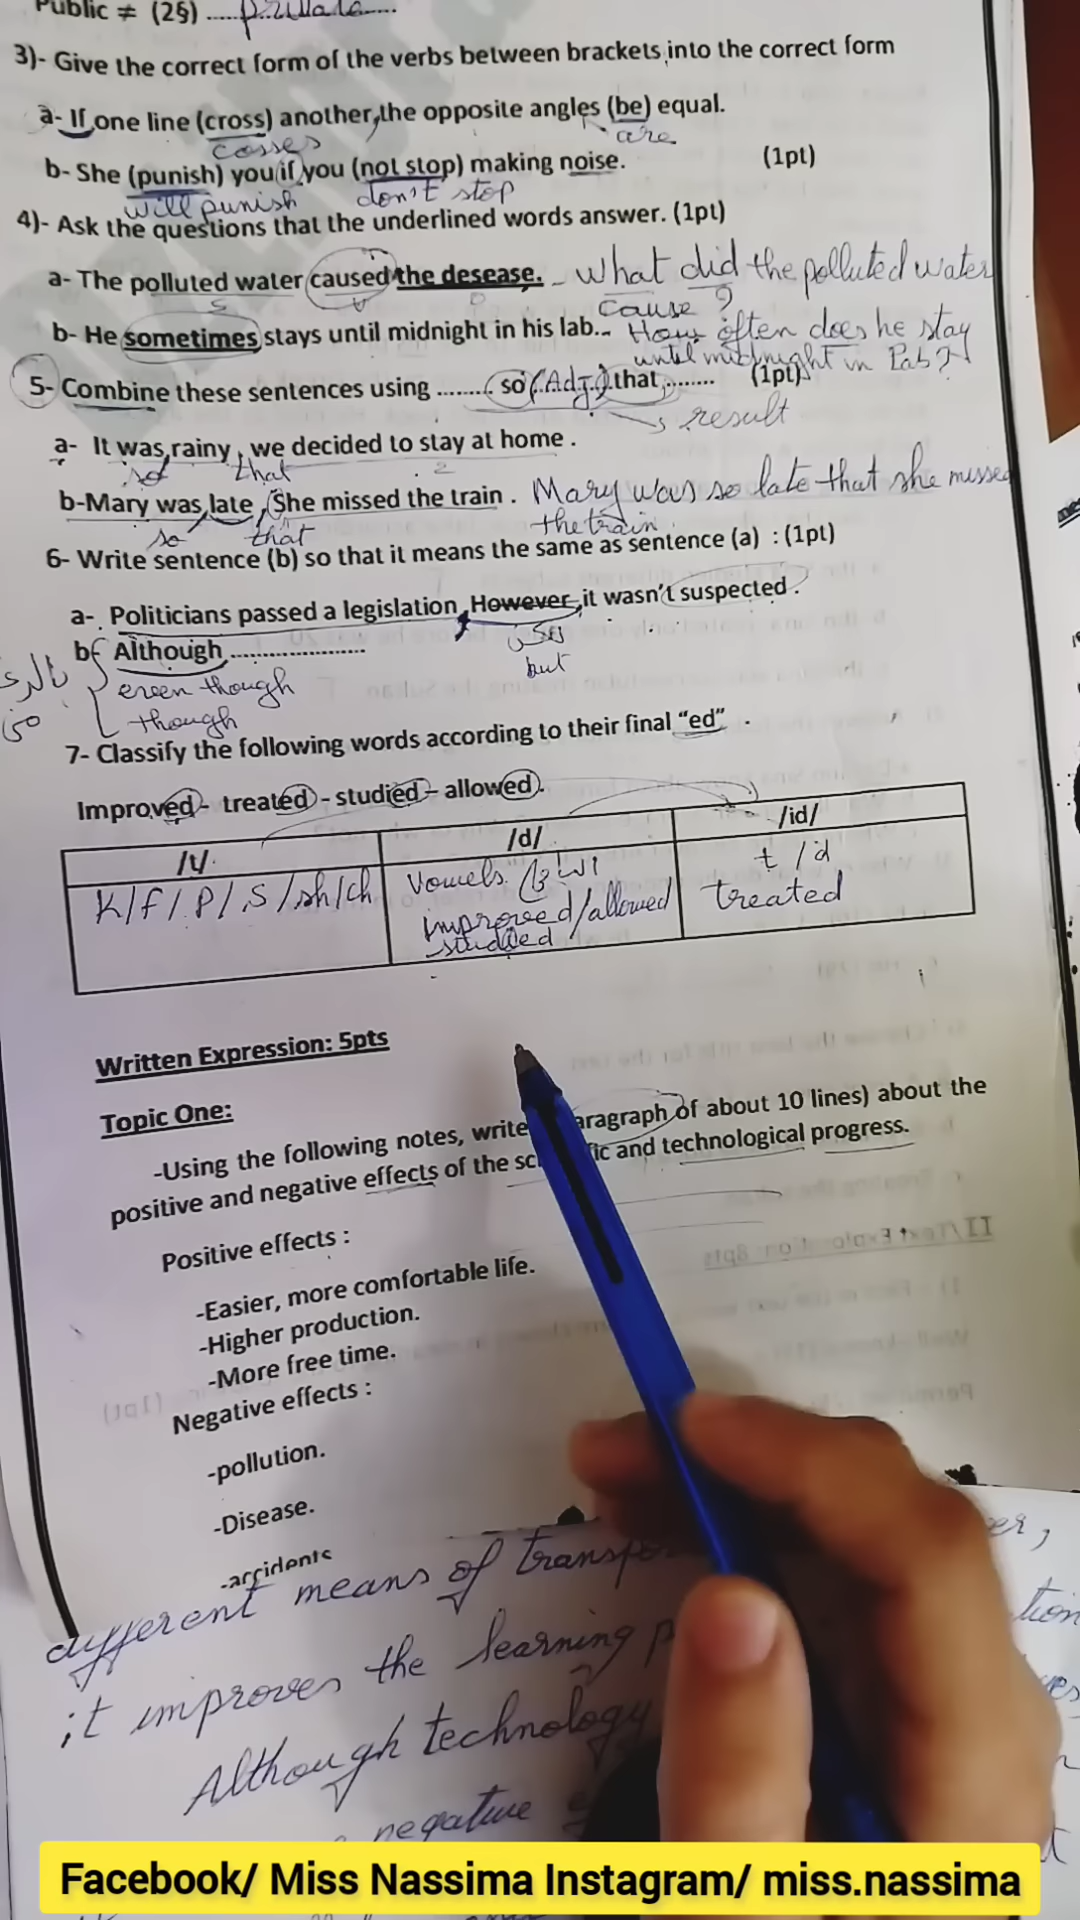 Public ≠ (2§) ......private......
3)- Give the correct form of the verbs between brackets into the correct form
a- If one line (cross) another, the opposite angles (be) equal.
cosses are
b- She (punish) you if you (not stop) making noise. (1pt)
will punish don't stop
4)- Ask the questions that the underlined words answer. (1pt)
a- The polluted water caused the desease. - What did the polluted water
S V O cause ?
b- He sometimes stays until midnight in his lab... How often does he stay
until midnight in Lab ?
5- Combine these sentences using ........ so (Adj) that ........ (1pt)
result
a- It was rainy , we decided to stay at home .
so that 2
b-Mary was late , She missed the train . Mary was so late that she missed
so that the train.
6- Write sentence (b) so that it means the same as sentence (a) : (1pt)
a- Politicians passed a legislation, However, it wasn't suspected .
لكن
but
b- Although .....................
even though
though
7- Classify the following words according to their final "ed" .
Improved - treated - studied - allowed.
/t/ /d/ /id/
K/f/P/S/sh/ch vowels t/d
improved/allowed treated
studied
Written Expression: 5pts
Topic One:
-Using the following notes, write paragraph of about 10 lines) about the
positive and negative effects of the sc ic and technological progress.
Positive effects :
-Easier, more comfortable life.
-Higher production.
-More free time.
Negative effects :
-pollution.
-Disease.
-accidents
different means of transp er,
it improves the learning p tion
Although technology
negative
Facebook/ Miss Nassima Instagram/ miss.nassima